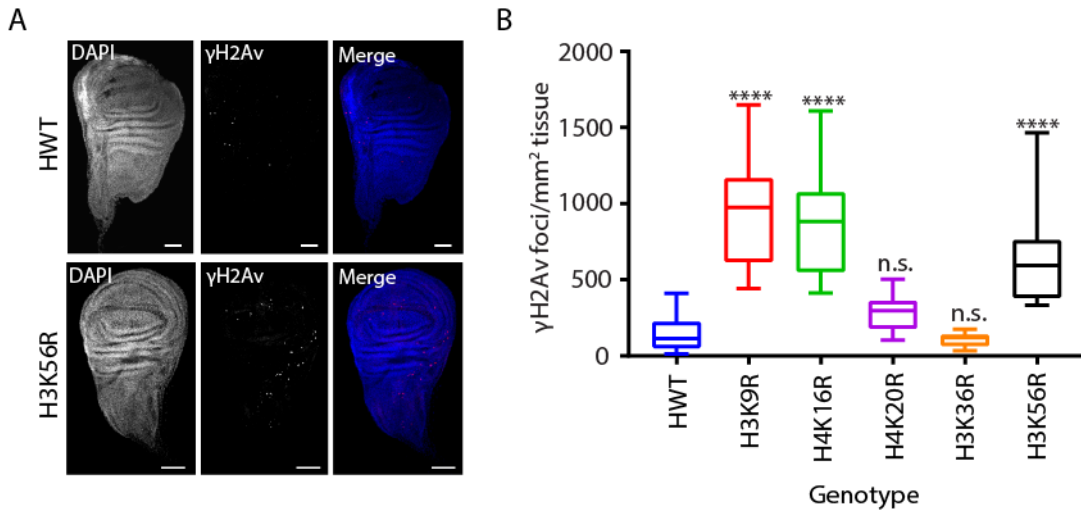 A
DAPI
γH2Av
Merge
HWT
DAPI
γH2Av
Merge
H3K56R
B
γH2Av foci/mm² tissue
2000
1500
1000
500
0
****
****
n.s.
n.s.
****
HWT
H3K9R
H4K16R
H4K20R
H3K36R
H3K56R
Genotype